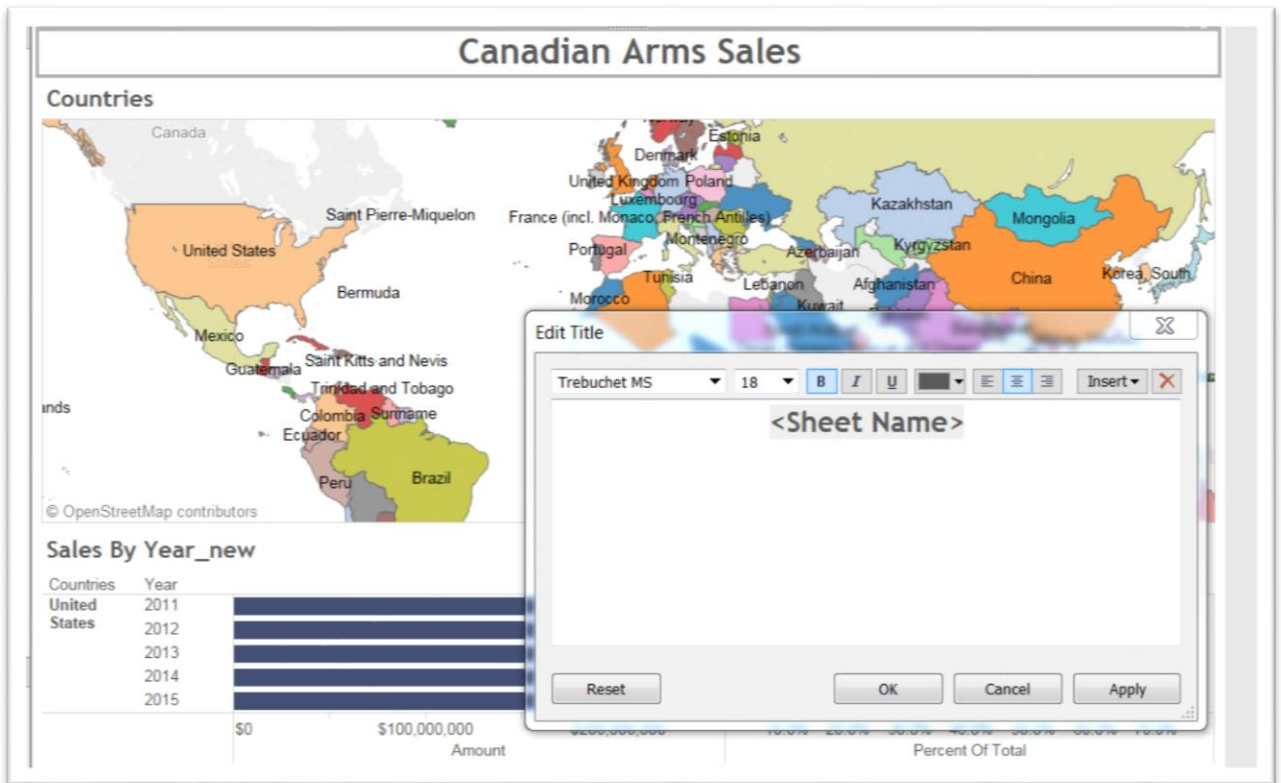 Canadian Arms Sales
Countries
Canada
Estonia
Denmark
United Kingdom Poland
Luxembourg
Kazakhstan
Saint Pierre-Miquelon
France (incl. Monaco, French Antilles)
Mongolia
United States
Portugal
Montenegro
Azerbaijan
Kyrgyzstan
China
Korea, South
Tunisia
Lebanon
Afghanistan
Bermuda
Morocco
Kuwait
Mexico
Guatemala
Saint Kitts and Nevis
Trinidad and Tobago
ands
Colombia Suriname
Ecuador
Peru
Brazil
© OpenStreetMap contributors
Edit Title
Trebuchet MS 18 B I U Insert
<Sheet Name>
Reset OK Cancel Apply
Sales By Year_new
Countries Year
United States
2011
2012
2013
2014
2015
$0 $100,000,000
Amount Percent Of Total